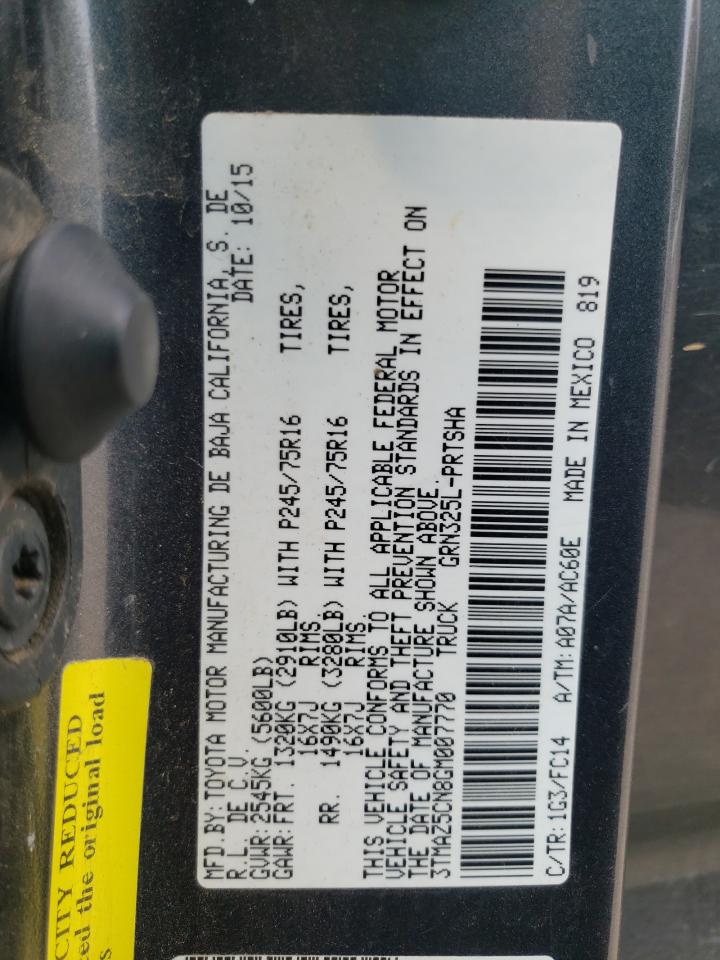 MFD BY: TOYOTA MOTOR MANUFACTURING DE BAJA CALIFORNIA, S. DE
R.L. DE C.V. DATE: 10/15
GVWR: 2545KG (5600LB)
GAWR: FRT. 1320KG (2910LB) WITH P245/75R16 TIRES,
16X7J RIMS.
RR. 1490KG (3280LB) WITH P245/75R16 TIRES,
16X7J RIMS.
THIS VEHICLE CONFORMS TO ALL APPLICABLE FEDERAL MOTOR
VEHICLE SAFETY AND THEFT PREVENTION STANDARDS IN EFFECT ON
THE DATE OF MANUFACTURE SHOWN ABOVE.
3TMAZ5CN8GM007770 TRUCK GRN325L-PRTSHA
C/TR: 1G3/FC14 A/TM: A07A/AC60E MADE IN MEXICO 819
REDUCED
the original load